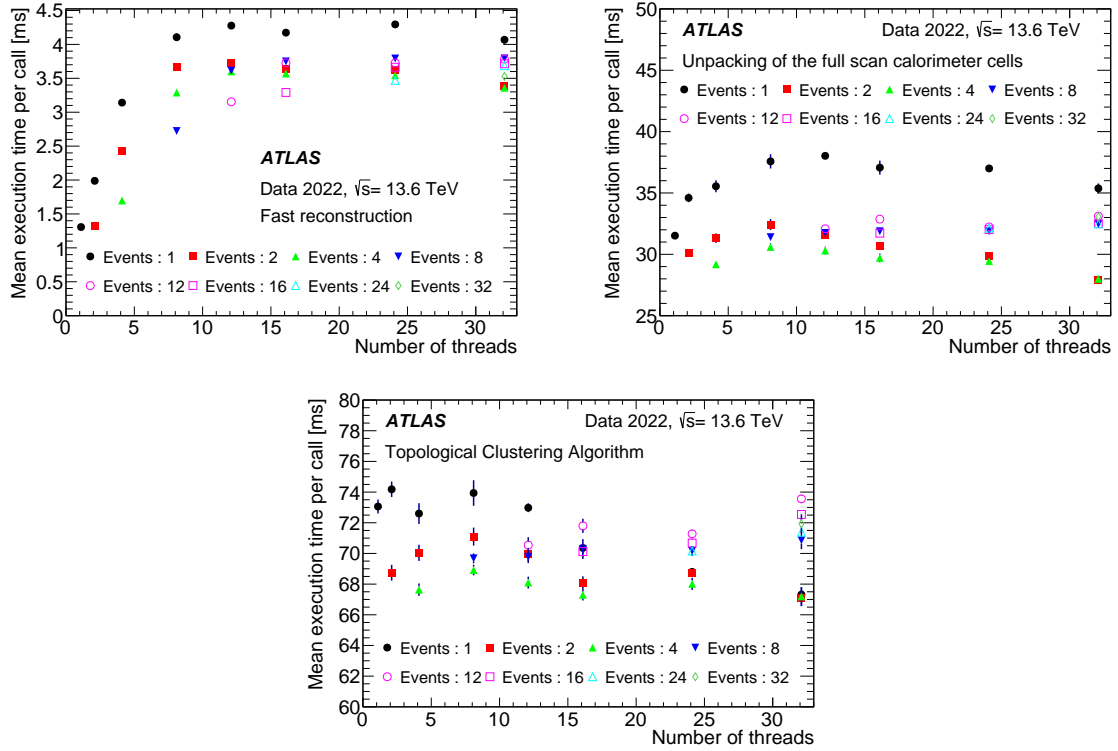 Mean execution time per call [ms]
4.5
4
3.5
3
2.5
2
1.5
1
0.5
0
ATLAS
Data 2022, √s= 13.6 TeV
Fast reconstruction
Events : 1 Events : 2 Events : 4 Events : 8
Events : 12 Events : 16 Events : 24 Events : 32
0 5 10 15 20 25 30
Number of threads
Mean execution time per call [ms]
50
45
40
35
30
25
ATLAS Data 2022, √s= 13.6 TeV
Unpacking of the full scan calorimeter cells
Events : 1 Events : 2 Events : 4 Events : 8
Events : 12 Events : 16 Events : 24 Events : 32
0 5 10 15 20 25 30
Number of threads
Mean execution time per call [ms]
80
78
76
74
72
70
68
66
64
62
60
ATLAS Data 2022, √s= 13.6 TeV
Topological Clustering Algorithm
Events : 1 Events : 2 Events : 4 Events : 8
Events : 12 Events : 16 Events : 24 Events : 32
0 5 10 15 20 25 30
Number of threads